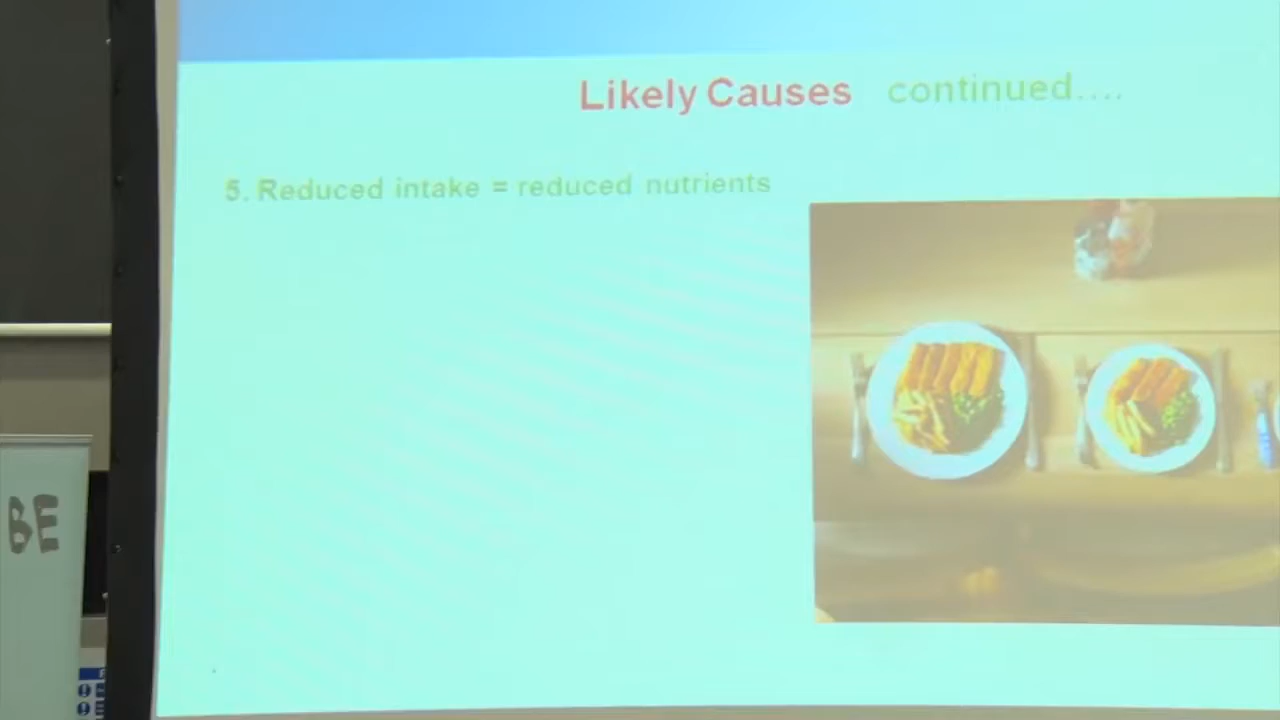 Likely Causes continued....
5. Reduced intake = reduced nutrients
BE